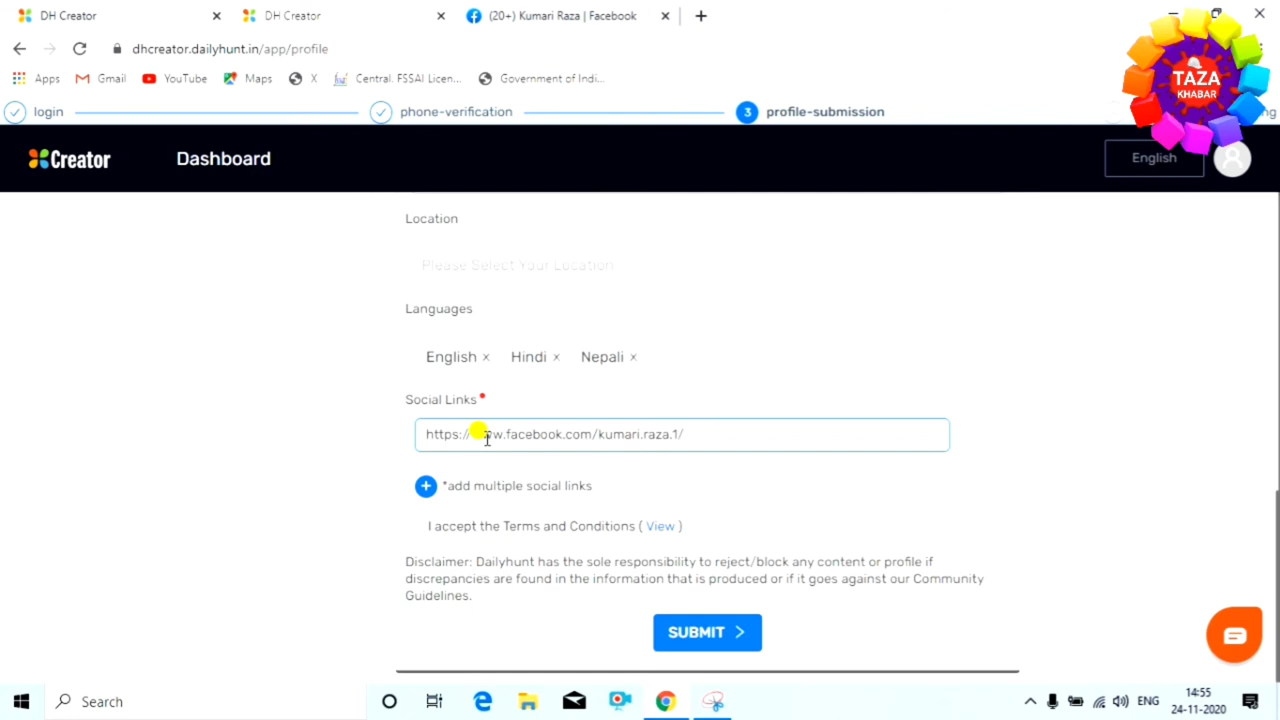 DH Creator
DH Creator
(20+) Kumari Raza | Facebook
dhcreator.dailyhunt.in/app/profile
Apps
Gmail
YouTube
Maps
X
Central. FSSAI Licen...
Government of Indi...
TAZA
KHABAR
login
phone-verification
3
profile-submission
Creator
Dashboard
English
Location
Please Select Your Location
Languages
English ×
Hindi ×
Nepali ×
Social Links
facebook.com/kumari.raza.1/
*add multiple social links
I accept the Terms and Conditions ( View )
Disclaimer: Dailyhunt has the sole responsibility to reject/block any content or profile if
discrepancies are found in the information that is produced or if it goes against our Community
Guidelines.
SUBMIT >
Search
ENG
14:55
24-11-2020